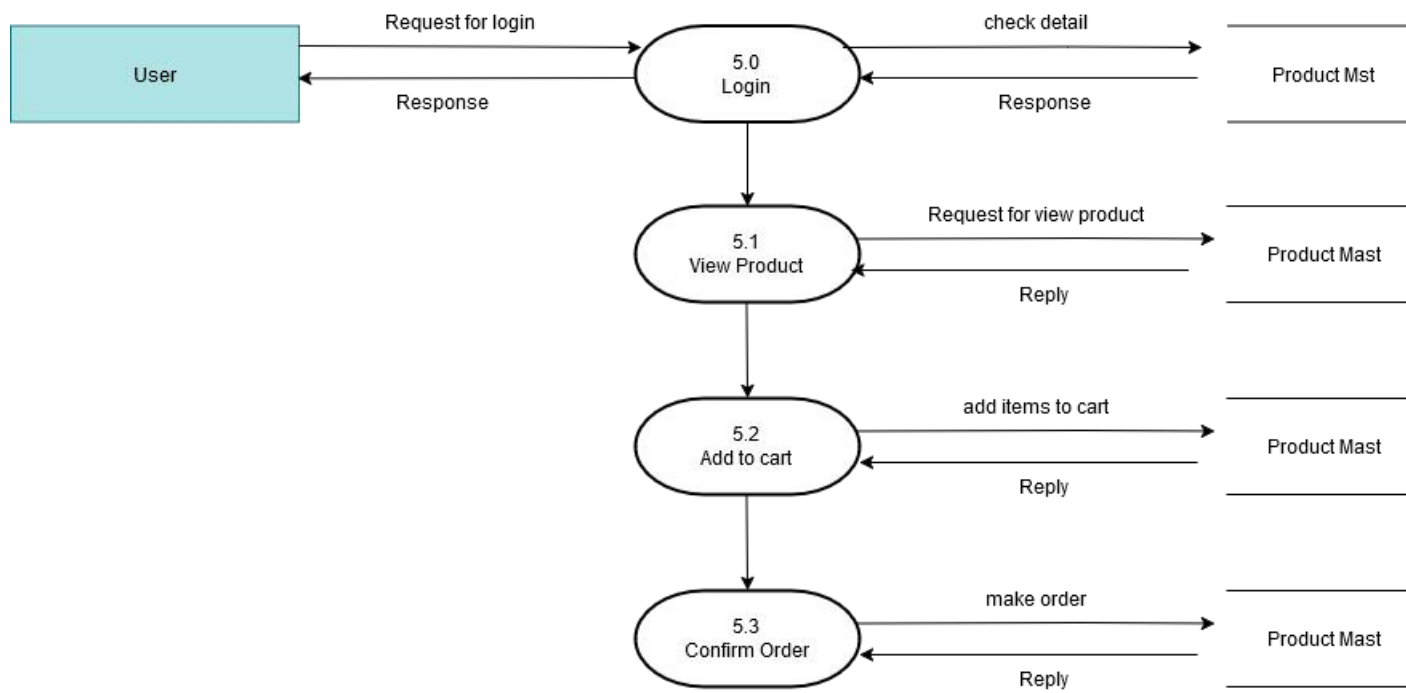 Request for login
check detail
User
5.0
Login
Product Mst
Response
Response
5.1
View Product
Request for view product
Product Mast
Reply
5.2
Add to cart
add items to cart
Product Mast
Reply
5.3
Confirm Order
make order
Product Mast
Reply